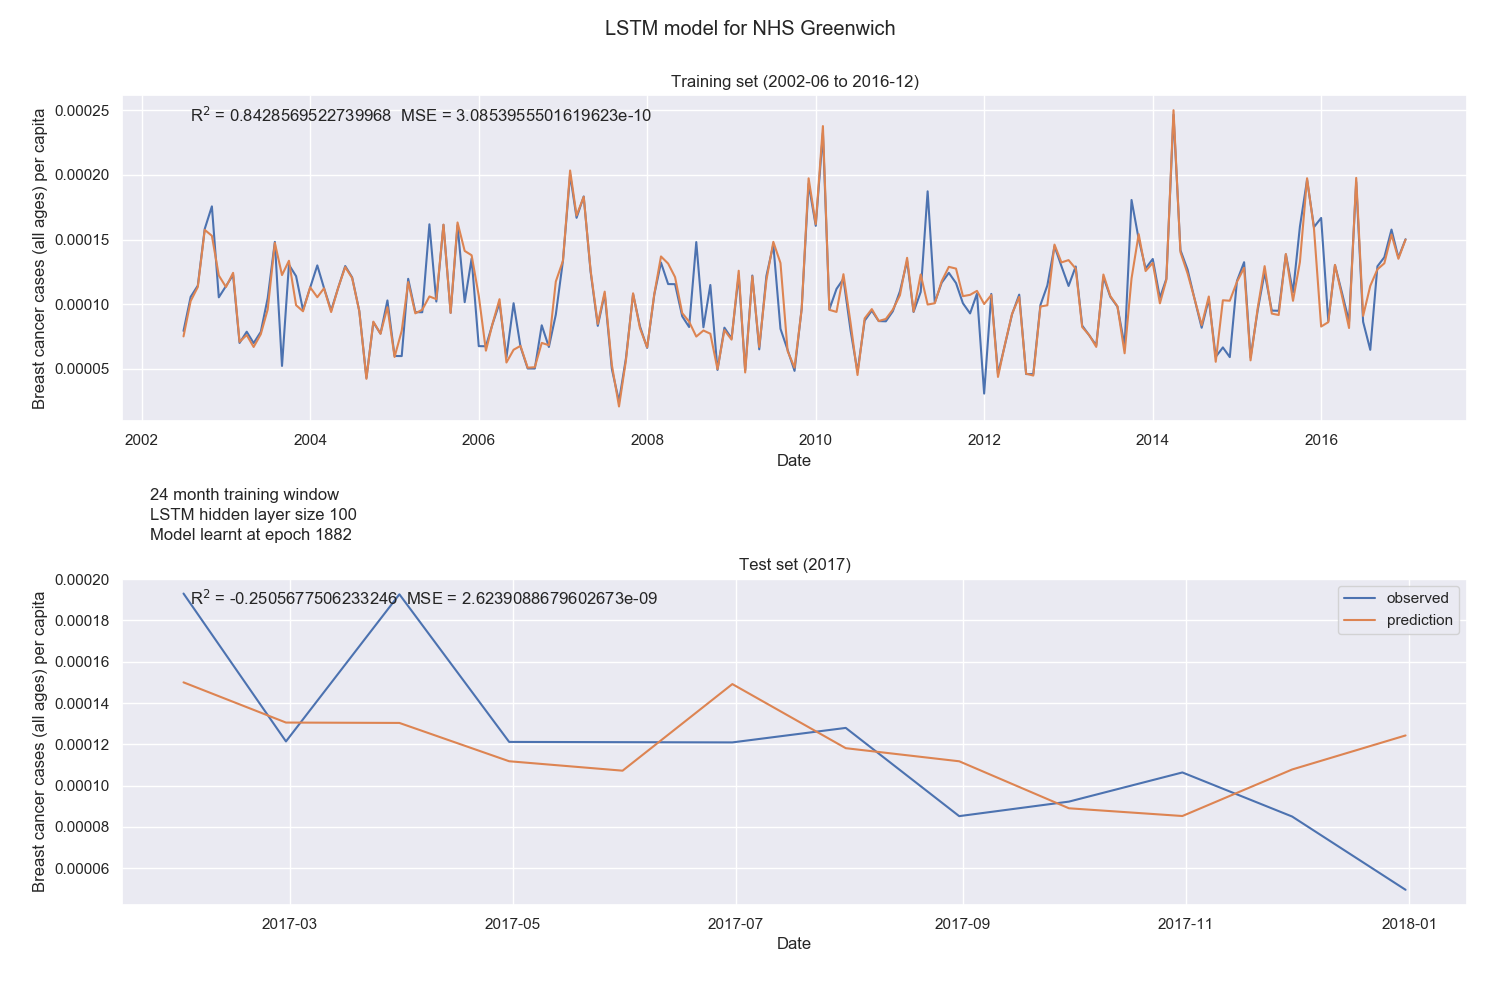 LSTM model for NHS Greenwich
Training set (2002-06 to 2016-12)
R² = 0.8428569522739968 MSE = 3.0853955501619623e-10
Breast cancer cases (all ages) per capita
0.00025
0.00020
0.00015
0.00010
0.00005
2002 2004 2006 2008 2010 2012 2014 2016
Date
24 month training window
LSTM hidden layer size 100
Model learnt at epoch 1882
Test set (2017)
R² = -0.2505677506233246 MSE = 2.6239088679602673e-09
observed
prediction
Breast cancer cases (all ages) per capita
0.00020
0.00018
0.00016
0.00014
0.00012
0.00010
0.00008
0.00006
2017-03 2017-05 2017-07 2017-09 2017-11 2018-01
Date